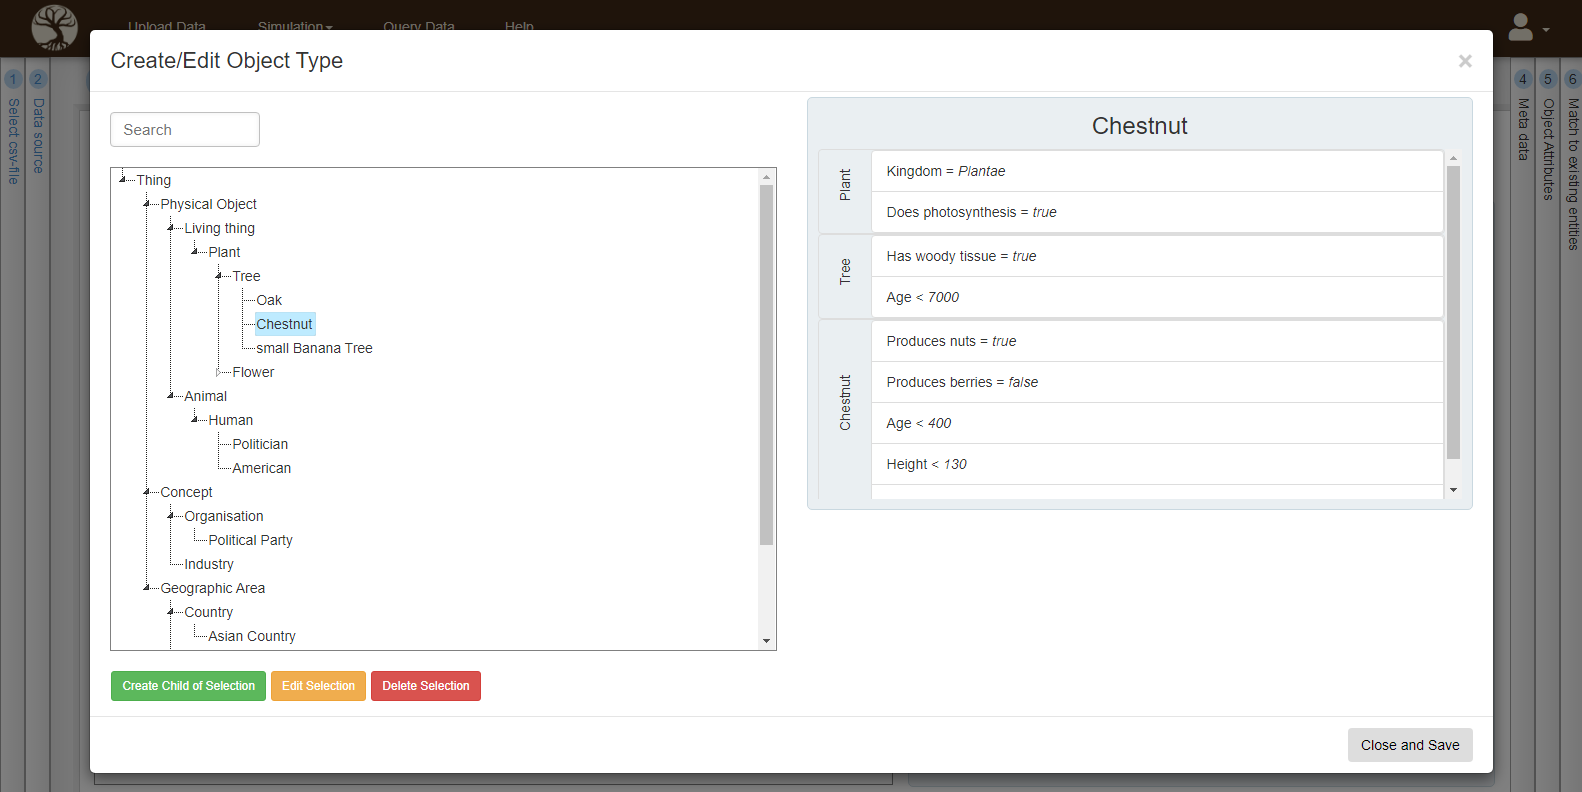 Upload Data
Simulation
Query Data
Help
1
Select csv-file
2
Data source
4
Meta data
5
Object Attributes
6
Match to existing entities
Create/Edit Object Type
×
Search
Thing
Physical Object
Living thing
Plant
Tree
Oak
Chestnut
small Banana Tree
Flower
Animal
Human
Politician
American
Concept
Organisation
Political Party
Industry
Geographic Area
Country
Asian Country
Create Child of Selection
Edit Selection
Delete Selection
Chestnut
Plant
Kingdom = Plantae
Does photosynthesis = true
Tree
Has woody tissue = true
Age < 7000
Chestnut
Produces nuts = true
Produces berries = false
Age < 400
Height < 130
Close and Save